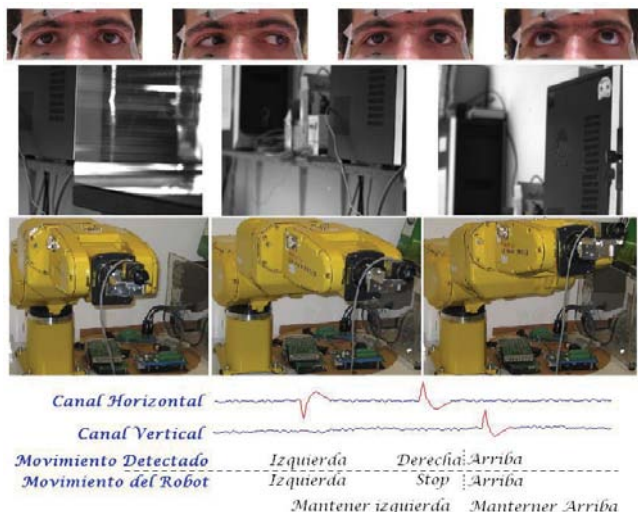 Canal Horizontal
Canal Vertical
Movimiento Detectado Izquierda Derecha Arriba
Movimiento del Robot Izquierda Stop Arriba
Mantener izquierda Manterner Arriba